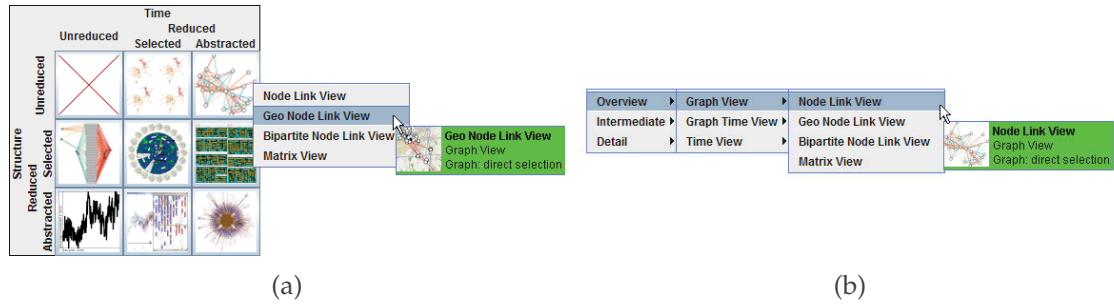 Time
Reduced
Unreduced
Selected Abstracted
Structure
Reduced
Unreduced
Selected
Abstracted
Node Link View
Geo Node Link View
Bipartite Node Link View
Matrix View
Geo Node Link View
Graph View
Graph: direct selection
(a)
Overview Graph View Node Link View
Intermediate Graph Time View Geo Node Link View
Detail Time View Bipartite Node Link View
Matrix View
Node Link View
Graph View
Graph: direct selection
(b)